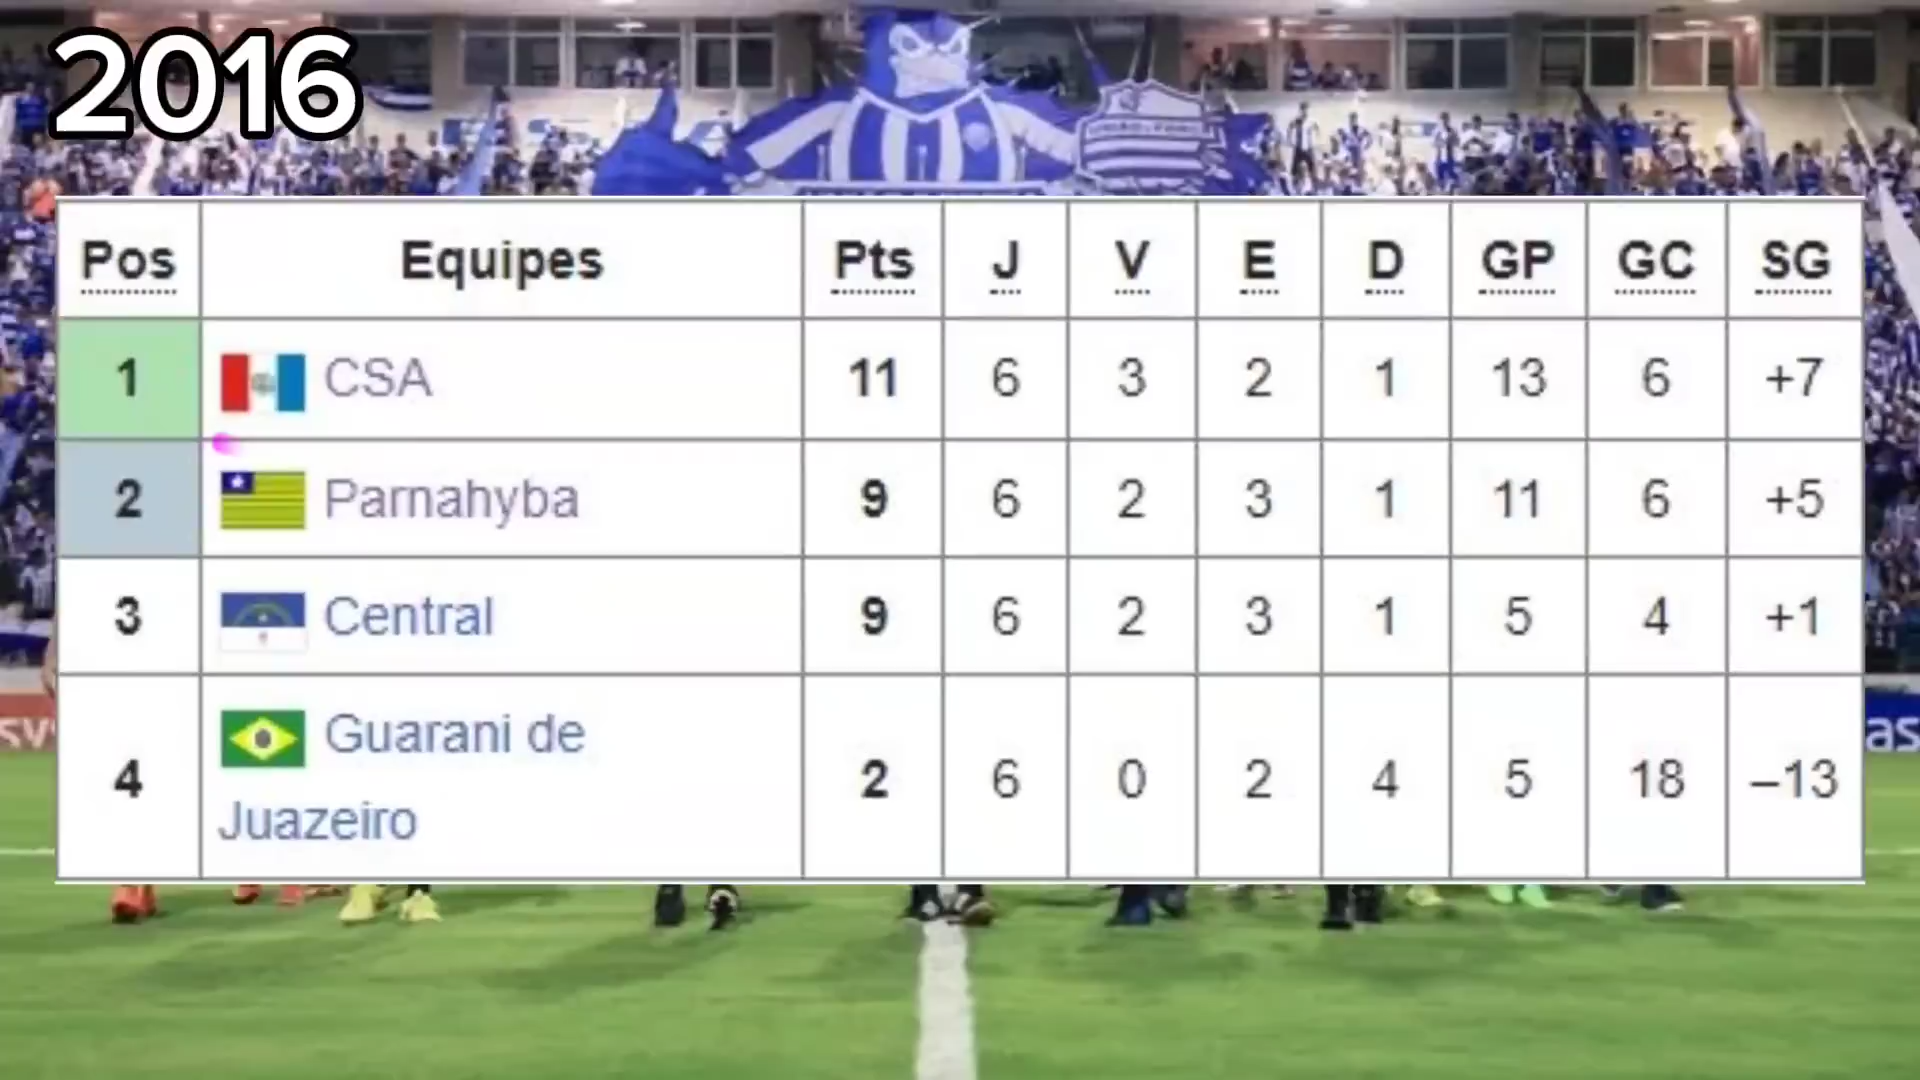 2016
Pos Equipes Pts J V E D GP GC SG
1 CSA 11 6 3 2 1 13 6 +7
2 Parnahyba 9 6 2 3 1 11 6 +5
3 Central 9 6 2 3 1 5 4 +1
4 Guarani de Juazeiro 2 6 0 2 4 5 18 –13
as